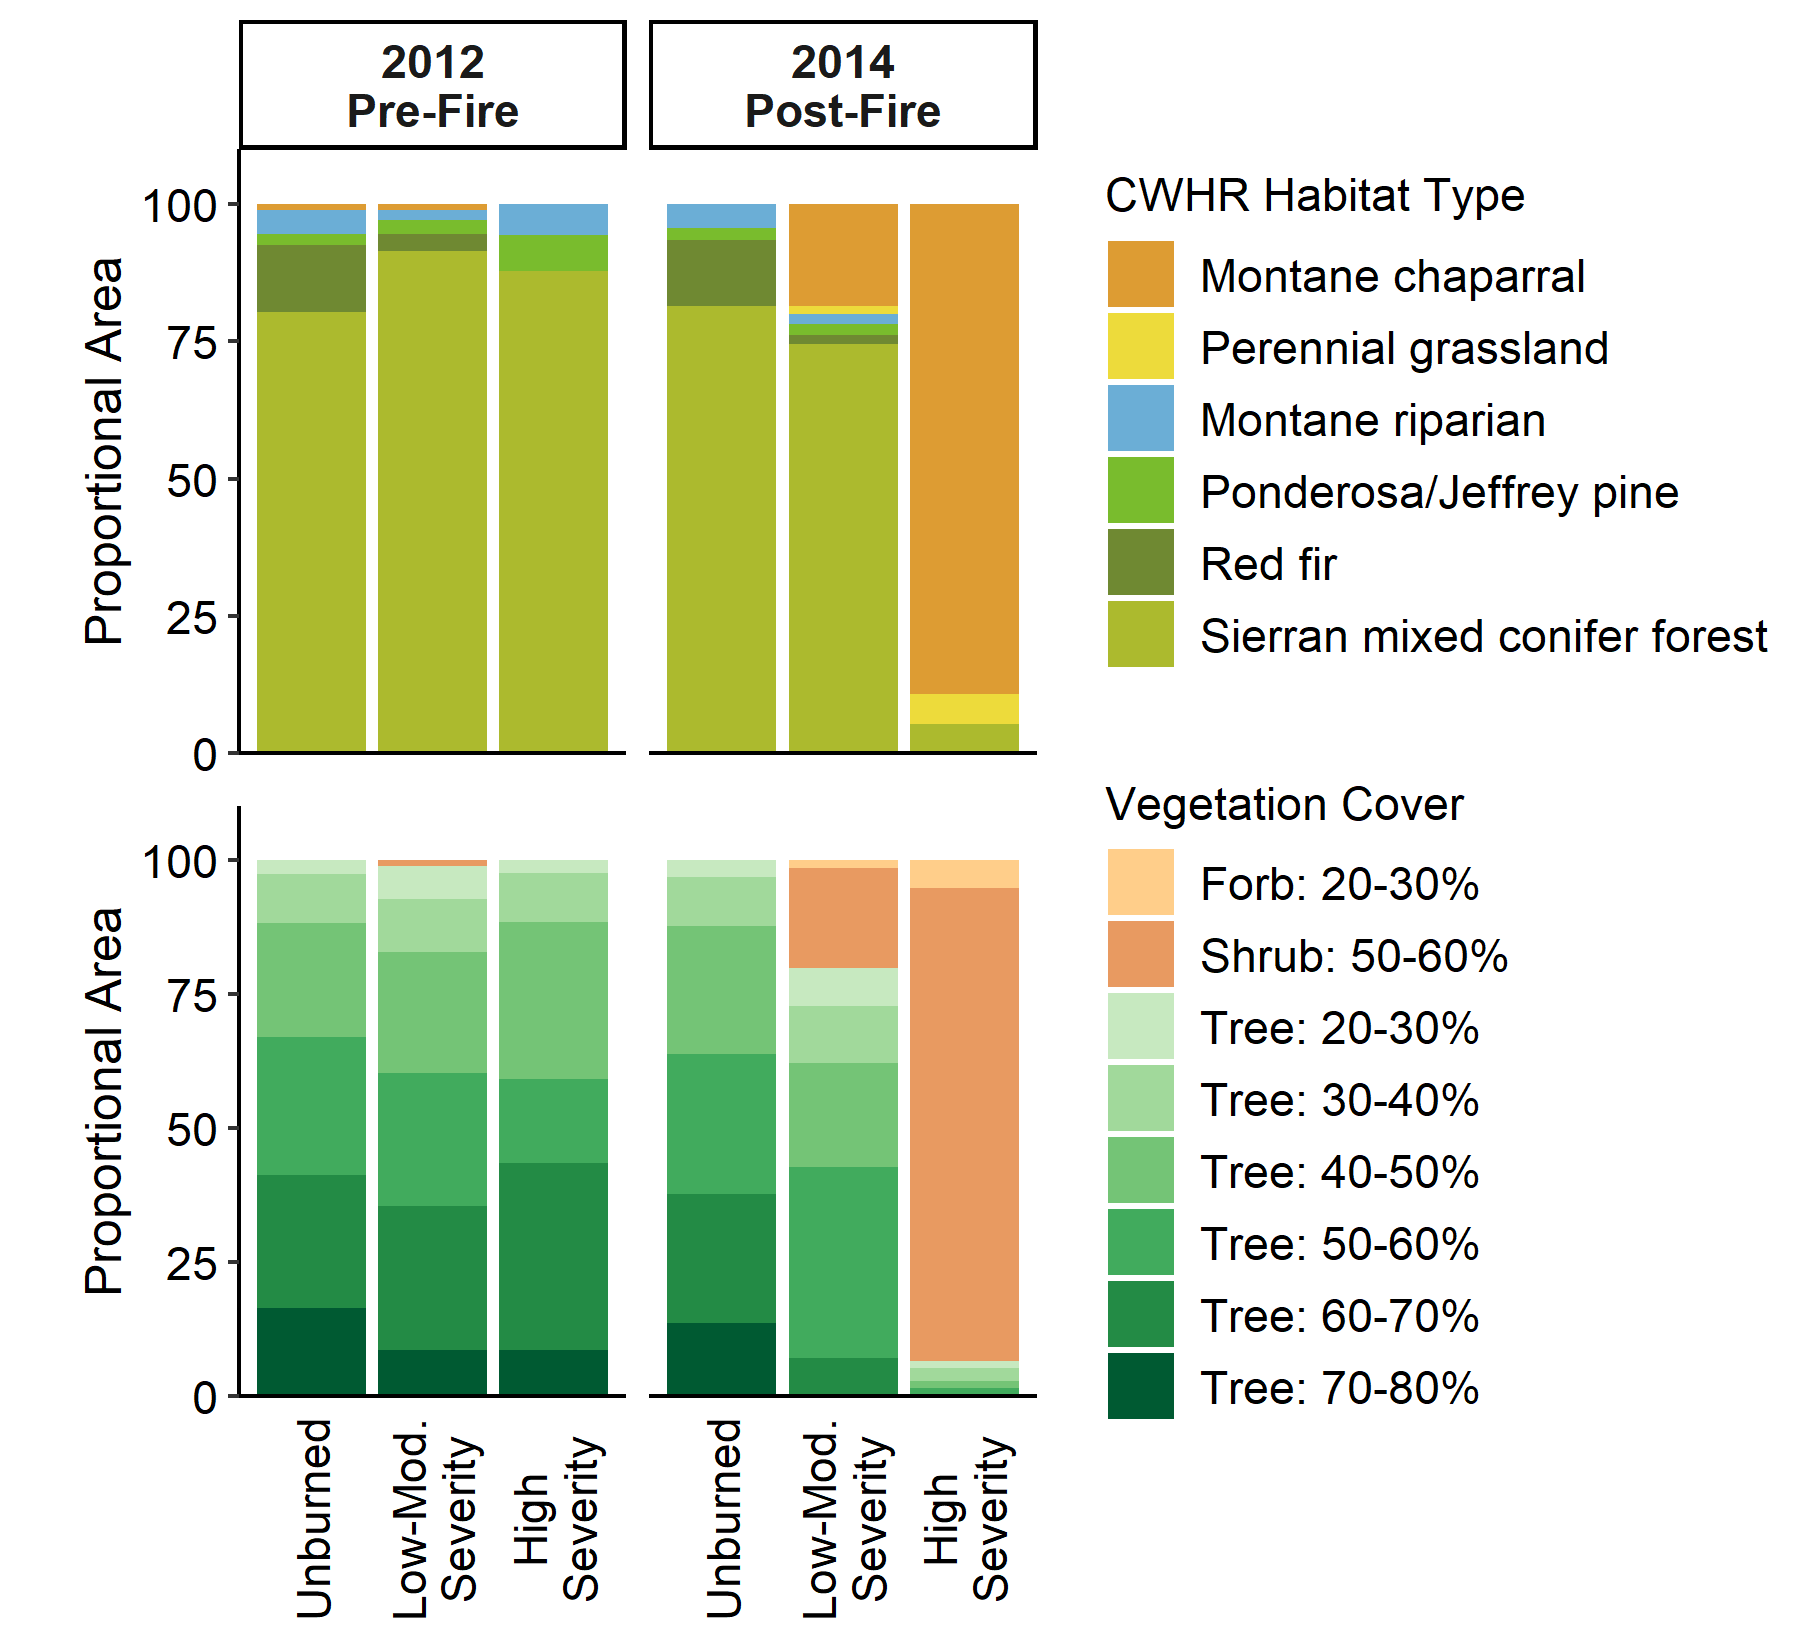 2012
Pre-Fire
2014
Post-Fire
Proportional Area
100
75
50
25
0
CWHR Habitat Type
Montane chaparral
Perennial grassland
Montane riparian
Ponderosa/Jeffrey pine
Red fir
Sierran mixed conifer forest
Proportional Area
100
75
50
25
0
Vegetation Cover
Forb: 20-30%
Shrub: 50-60%
Tree: 20-30%
Tree: 30-40%
Tree: 40-50%
Tree: 50-60%
Tree: 60-70%
Tree: 70-80%
Unburned
Low-Mod.
Severity
High
Severity
Unburned
Low-Mod.
Severity
High
Severity